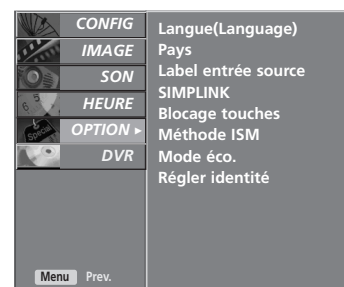 CONFIG
IMAGE
SON
HEURE
OPTION ►
DVR
Menu Prev.
Langue(Language)
Pays
Label entrée source
SIMPLINK
Blocage touches
Méthode ISM
Mode éco.
Régler identité